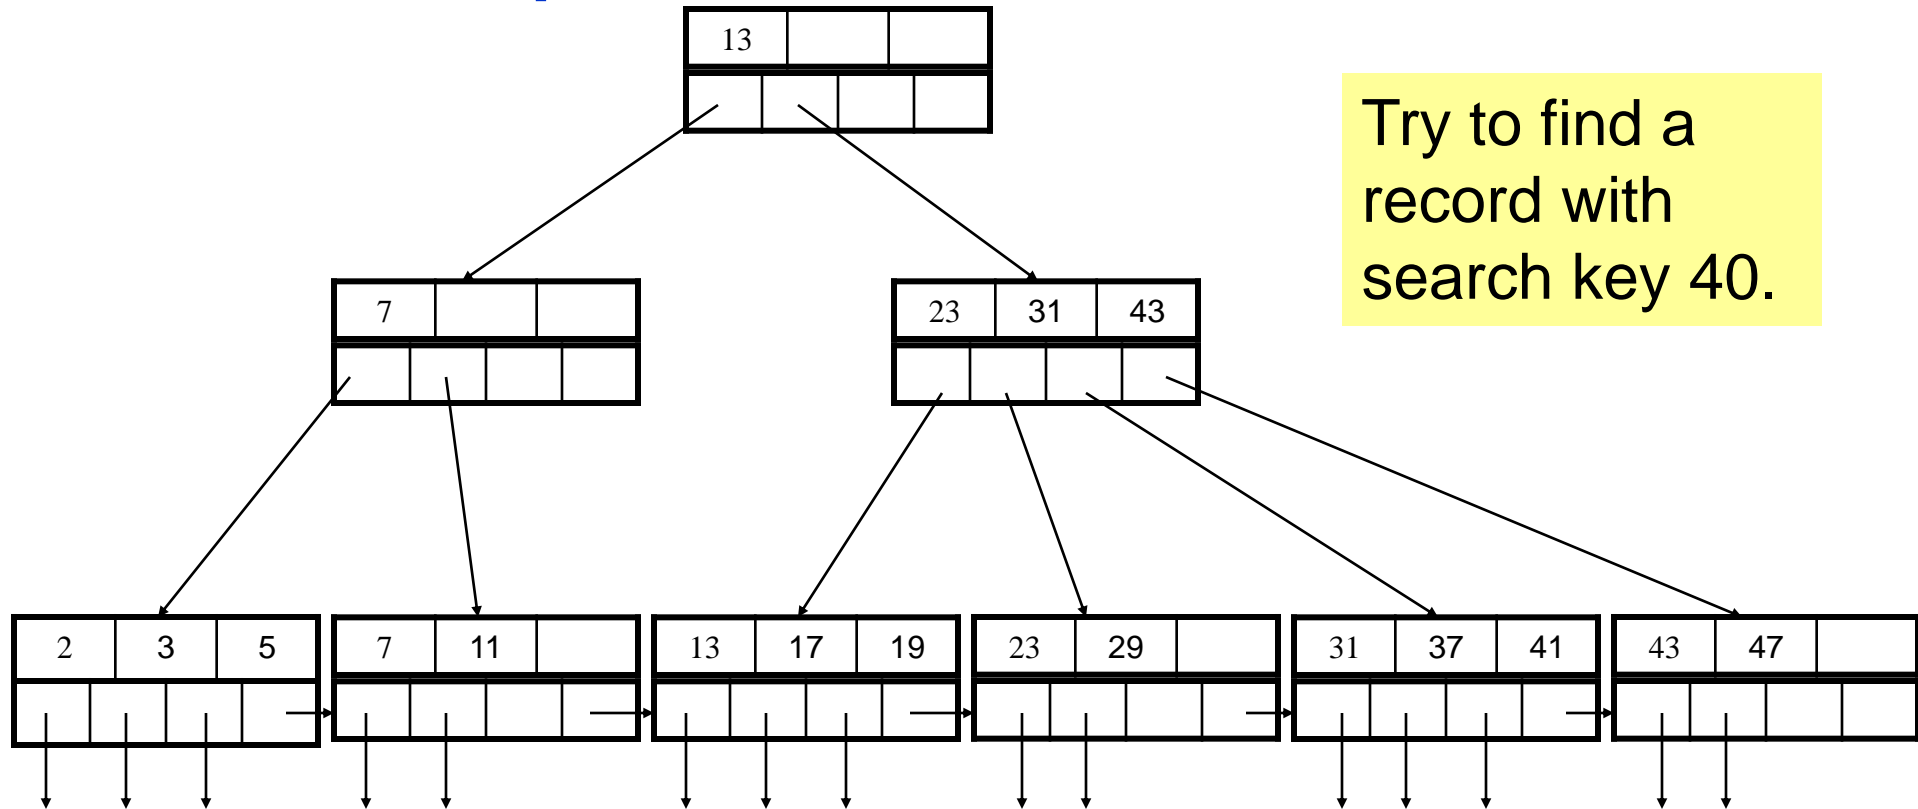 13
Try to find a
record with
search key 40.
7
23 31 43
2 3 5 7 11 13 17 19 23 29 31 37 41 43 47